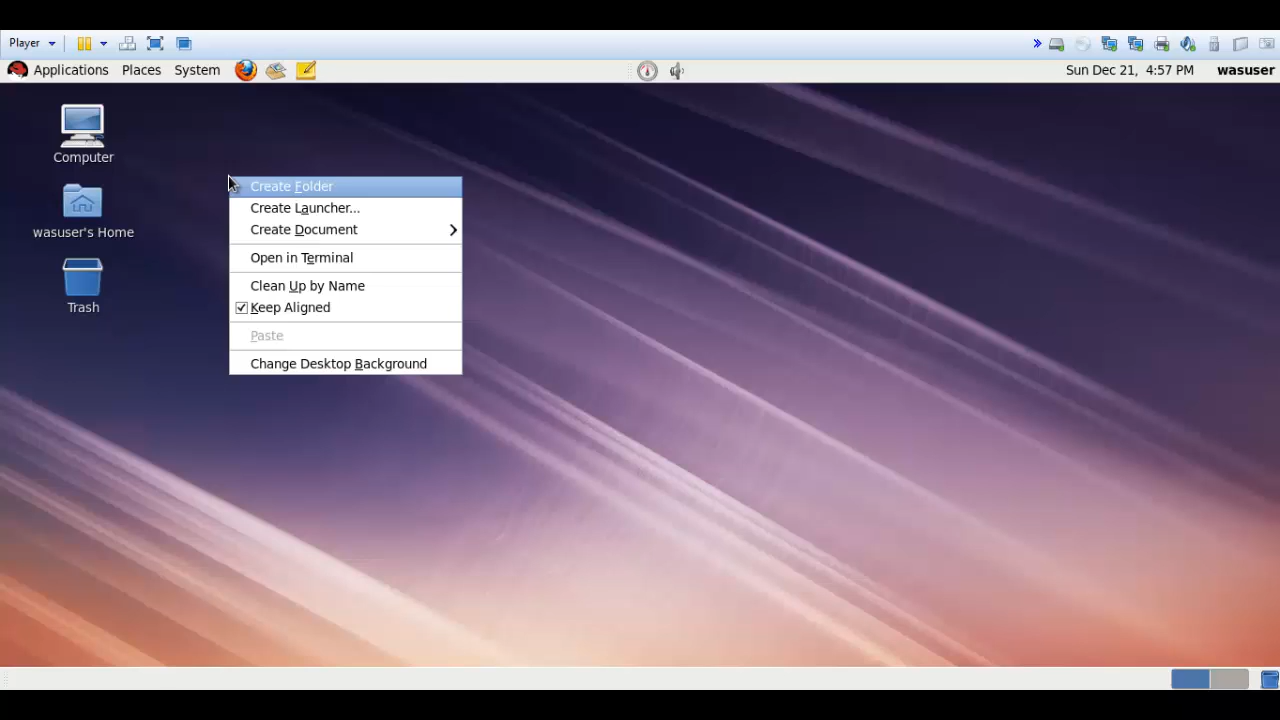 Player
Applications Places System
Sun Dec 21, 4:57 PM wasuser
Computer
wasuser's Home
Trash
Create Folder
Create Launcher...
Create Document
Open in Terminal
Clean Up by Name
Keep Aligned
Paste
Change Desktop Background